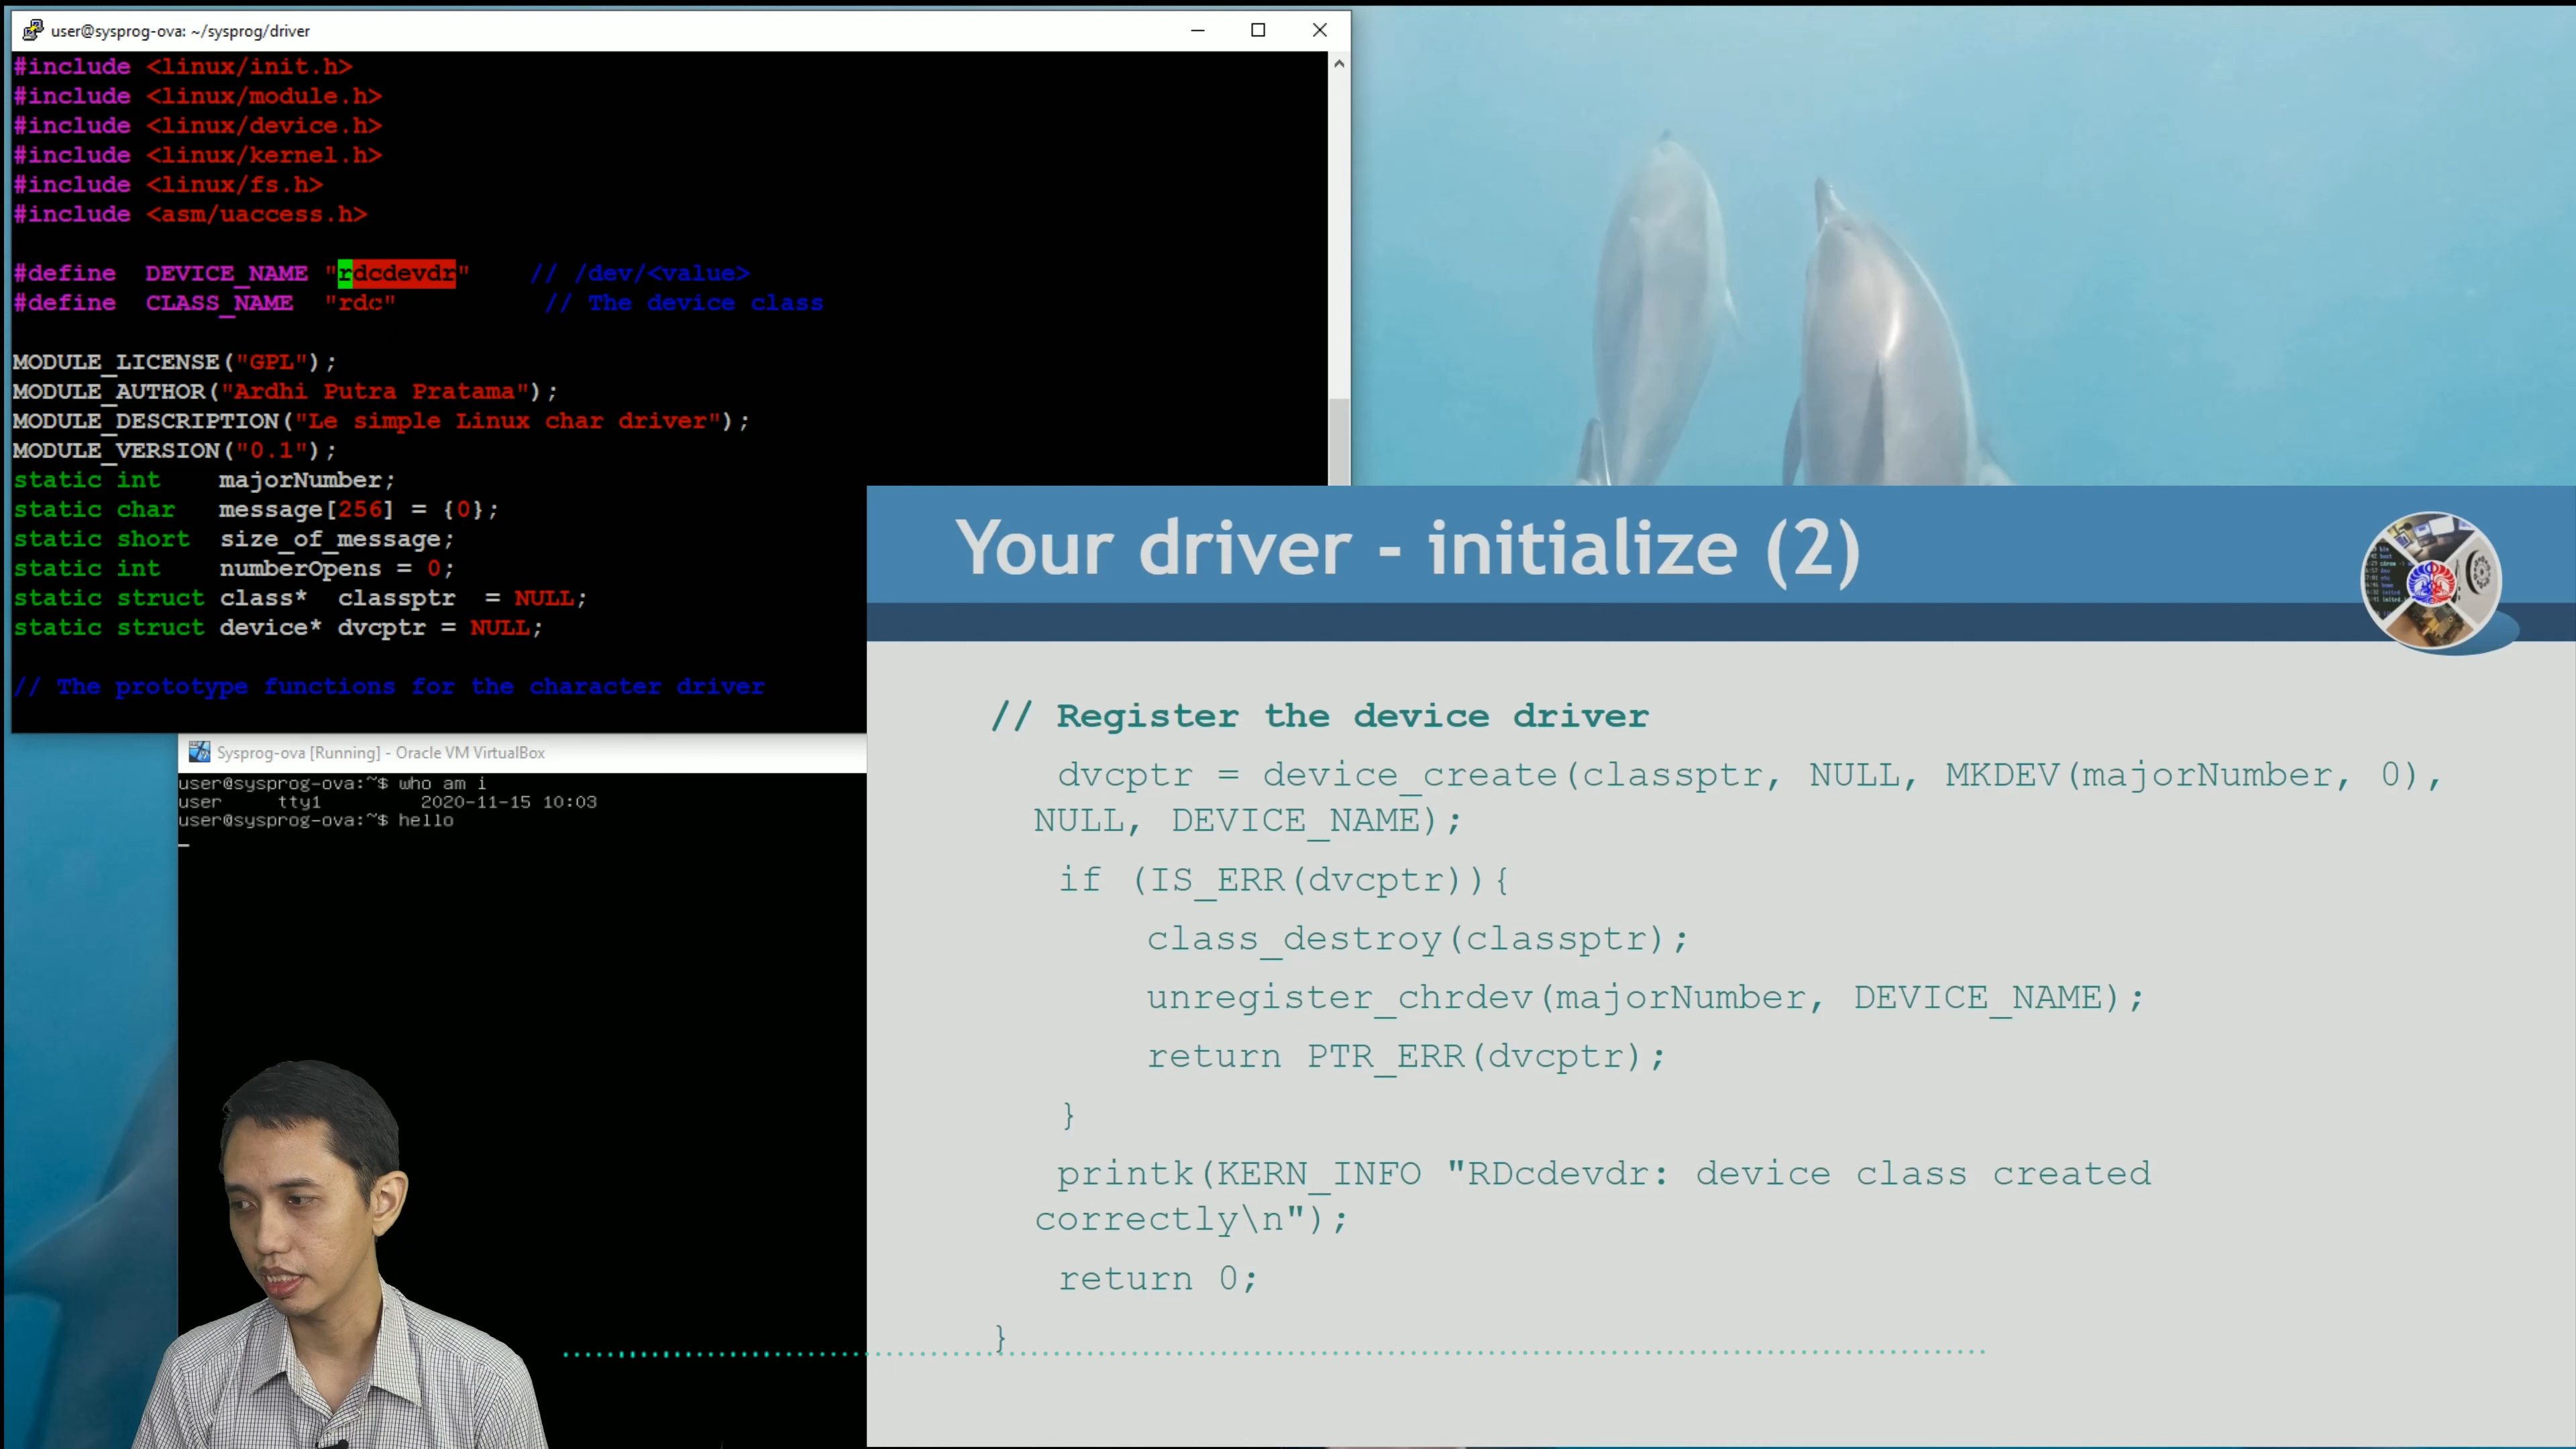 user@sysprog-ova: ~/sysprog/driver
#include <linux/init.h>
#include <linux/module.h>
#include <linux/device.h>
#include <linux/kernel.h>
#include <linux/fs.h>
#include <asm/uaccess.h>
#define  DEVICE_NAME "rdcdevdr"    // /dev/<value>
#define  CLASS_NAME  "rdc"          // The device class
MODULE_LICENSE("GPL");
MODULE_AUTHOR("Ardhi Putra Pratama");
MODULE_DESCRIPTION("Le simple Linux char driver");
MODULE_VERSION("0.1");
static int    majorNumber;
static char   message[256] = {0};
static short  size_of_message;
static int    numberOpens = 0;
static struct class*  classptr  = NULL;
static struct device* dvcptr = NULL;
// The prototype functions for the character driver
Sysprog-ova [Running] - Oracle VM VirtualBox
user@sysprog-ova:~$ who am i
user     tty1         2020-11-15 10:03
user@sysprog-ova:~$ hello
Your driver - initialize (2)
// Register the device driver
dvcptr = device_create(classptr, NULL, MKDEV(majorNumber, 0),
NULL, DEVICE_NAME);
if (IS_ERR(dvcptr)){
class_destroy(classptr);
unregister_chrdev(majorNumber, DEVICE_NAME);
return PTR_ERR(dvcptr);
}
printk(KERN_INFO "RDcdevdr: device class created
correctly\n");
return 0;
}